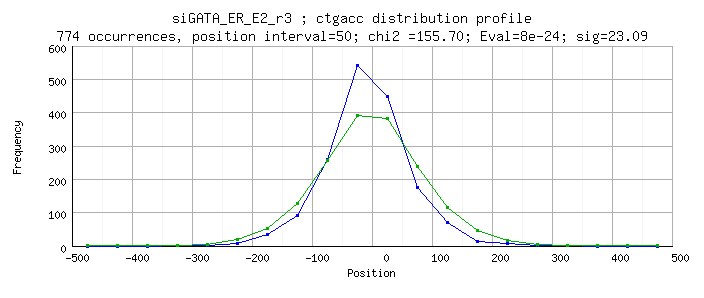 siGATA_ER_E2_r3 ; ctgacc distribution profile
774 occurrences, position interval=50; chi2 =155.70; Eval=8e-24; sig=23.09
600
500
400
300
200
100
0
Frequency
-500 -400 -300 -200 -100 0 100 200 300 400 500
Position